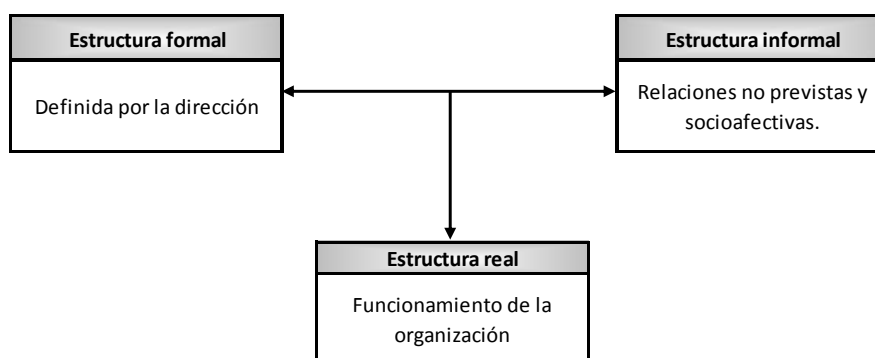 Estructura formal
Definida por la dirección
Estructura informal
Relaciones no previstas y
socioafectivas.
Estructura real
Funcionamiento de la
organización